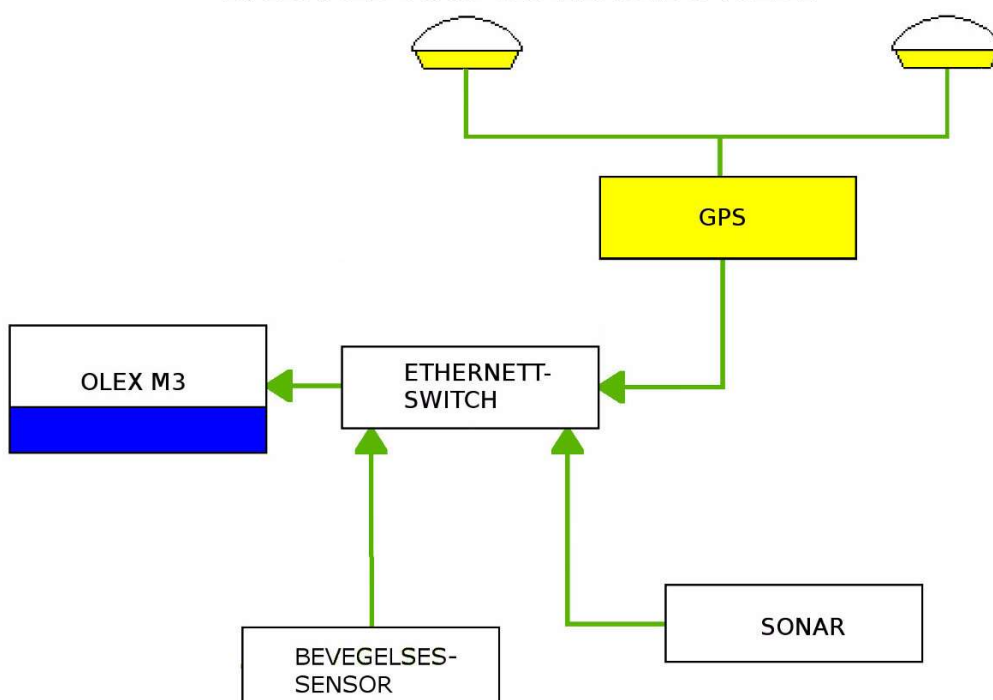 GPS
OLEX M3
ETHERNETT-
SWITCH
SONAR
BEVEGELSES-
SENSOR